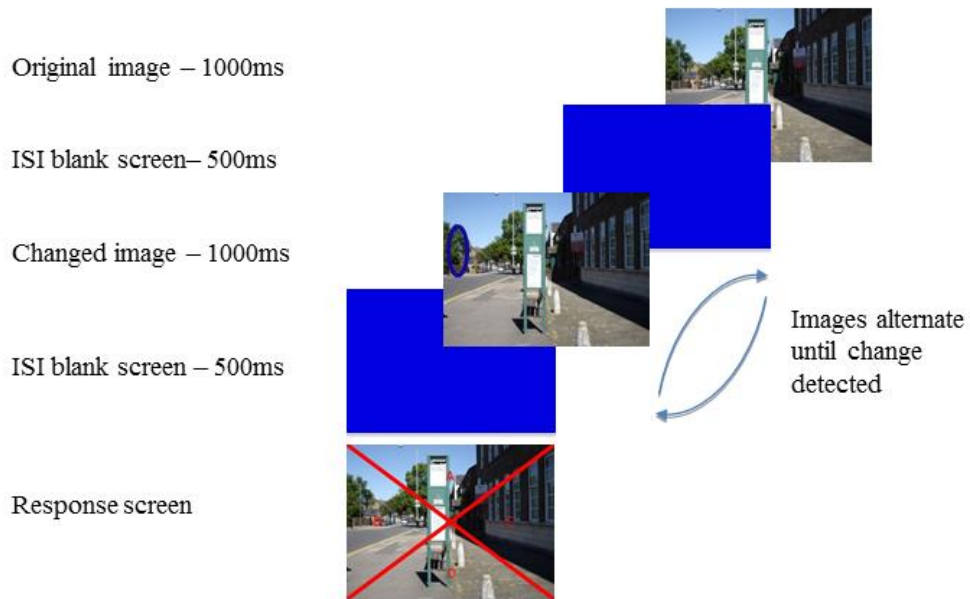 Original image – 1000ms
ISI blank screen– 500ms
Changed image – 1000ms
Images alternate
until change
detected
ISI blank screen – 500ms
Response screen